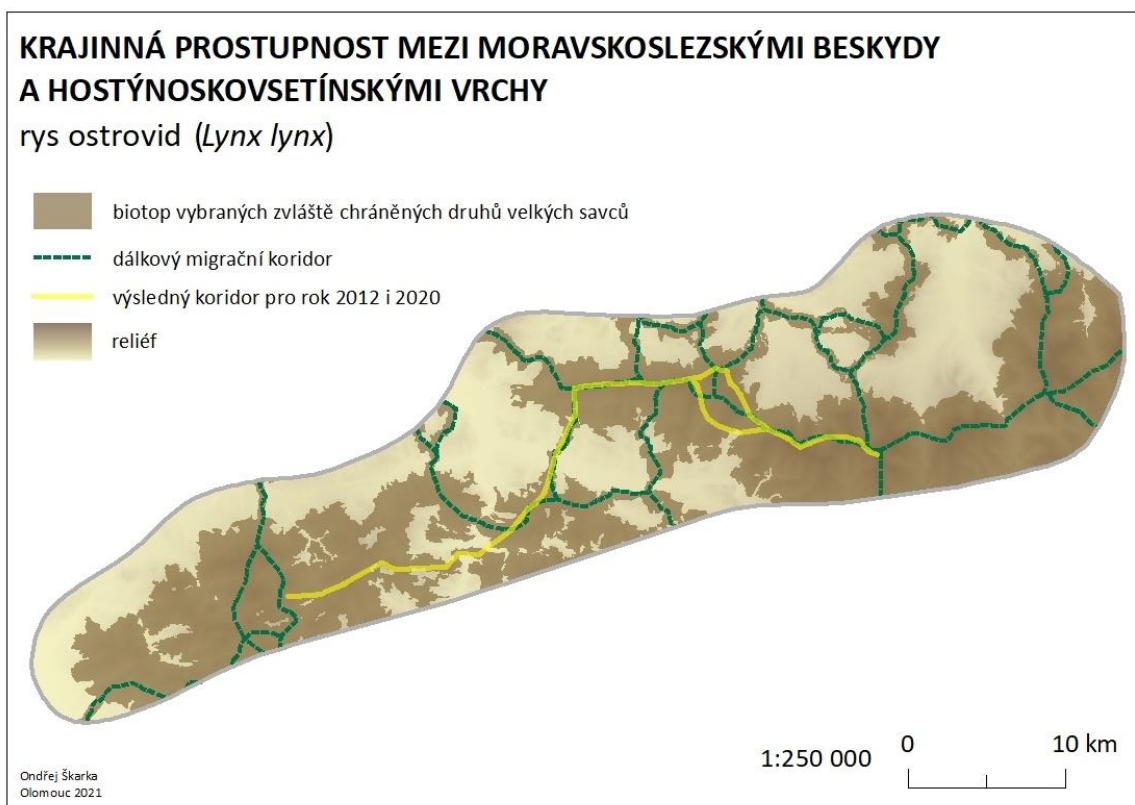 KRAJINNÁ PROSTUPNOST MEZI MORAVSKOSLEZSKÝMI BESKYDY
A HOSTÝNOSKOVSETÍNSKÝMI VRCHY
rys ostrovid (Lynx lynx)
biotop vybraných zvláště chráněných druhů velkých savců
dálkový migrační koridor
výsledný koridor pro rok 2012 i 2020
reliéf
1:250 000
0 10 km
Ondřej Škarka
Olomouc 2021